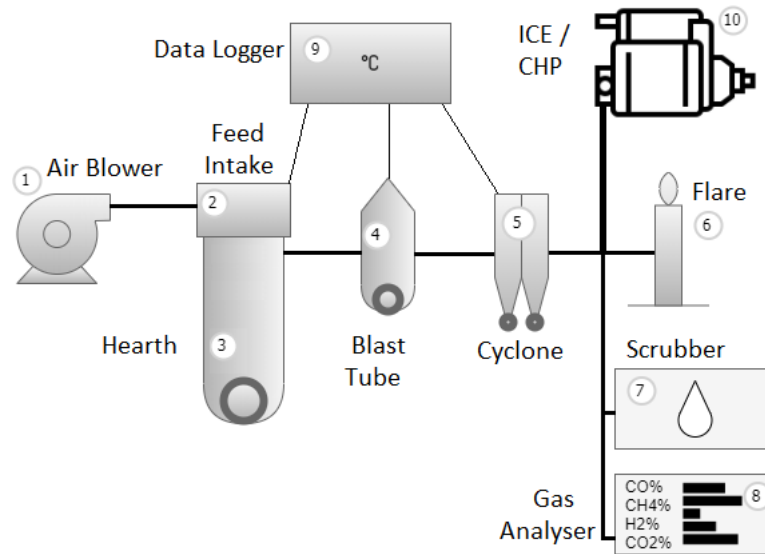 ICE /
CHP
10
Data Logger
9
°C
Feed
Intake
Air Blower
1
2
Flare
6
4
5
Hearth
3
Blast
Tube
Cyclone
Scrubber
7
Gas
Analyser
CO%
CH4%
H2%
CO2%
8